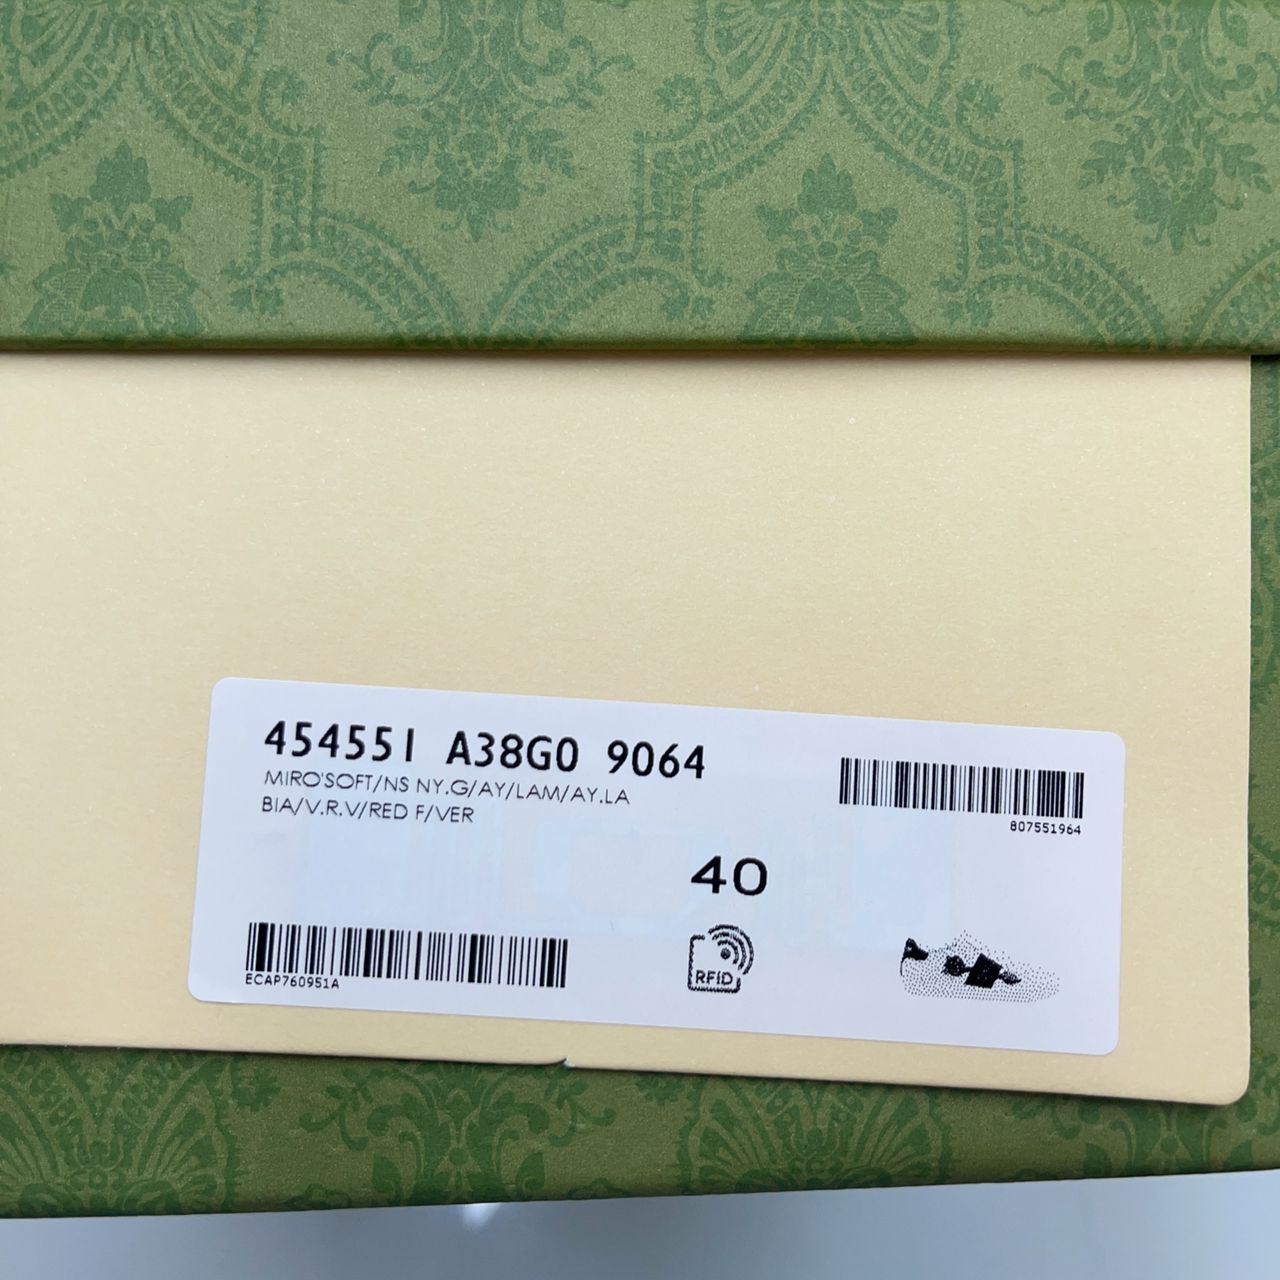 454551 A38G0 9064
MIRO'SOFT/NS NY.G/AY/LAM/AY.LA
BIA/V.R.V/RED F/VER
807551964
40
ECAP760951A
RFID